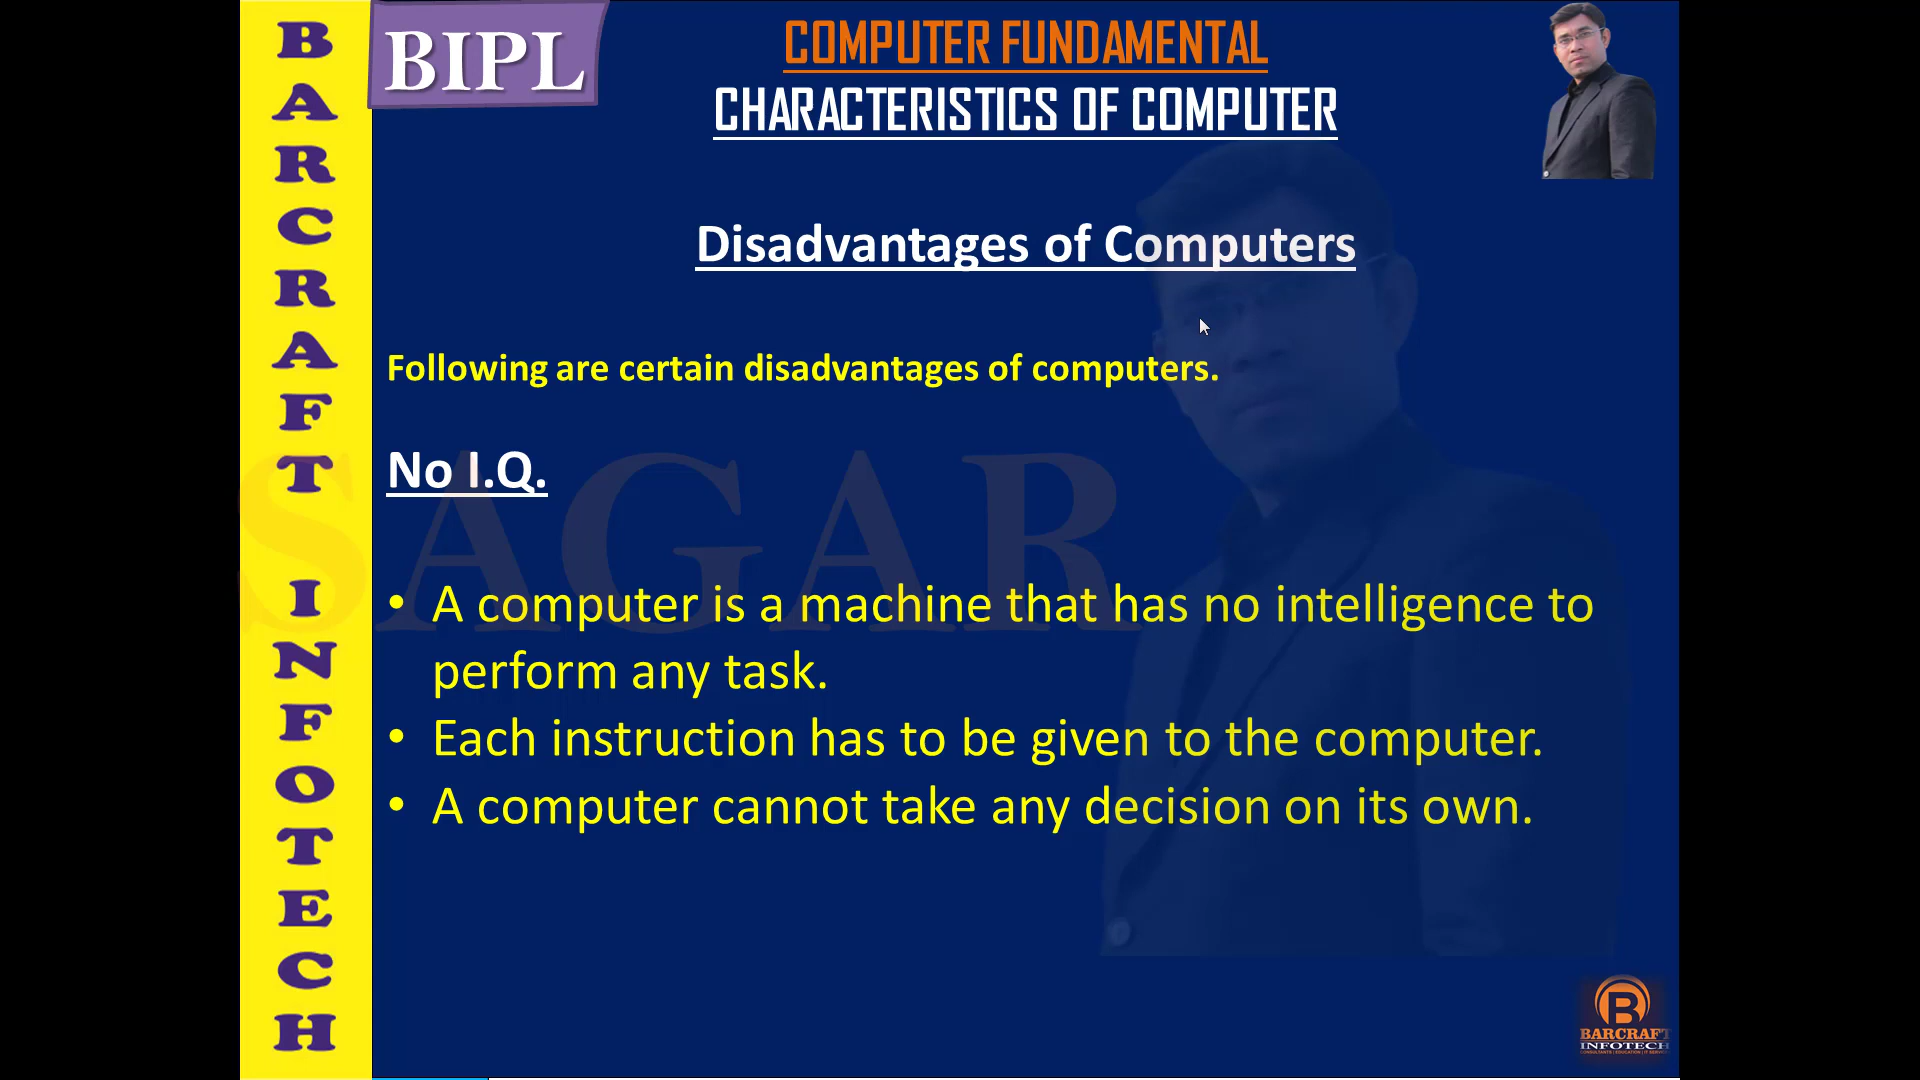 BARCRAFT INFOTECH
BIPL
COMPUTER FUNDAMENTAL
CHARACTERISTICS OF COMPUTER
Disadvantages of Computers
Following are certain disadvantages of computers.
No I.Q.
SAGAR
• A computer is a machine that has no intelligence to
perform any task.
• Each instruction has to be given to the computer.
• A computer cannot take any decision on its own.
B
BARCRAFT
INFOTECH